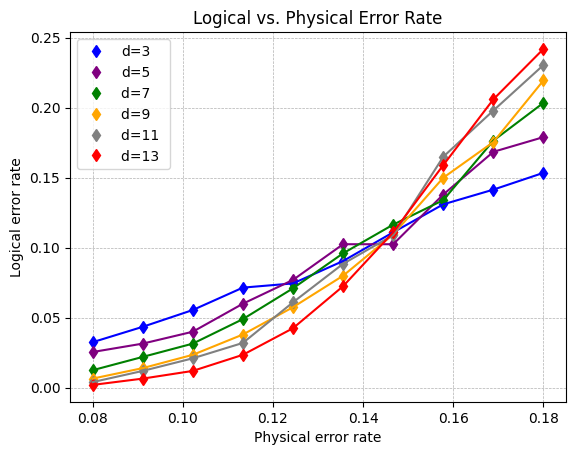 Logical vs. Physical Error Rate
Logical error rate
0.25
0.20
0.15
0.10
0.05
0.00
d=3
d=5
d=7
d=9
d=11
d=13
0.08 0.10 0.12 0.14 0.16 0.18
Physical error rate